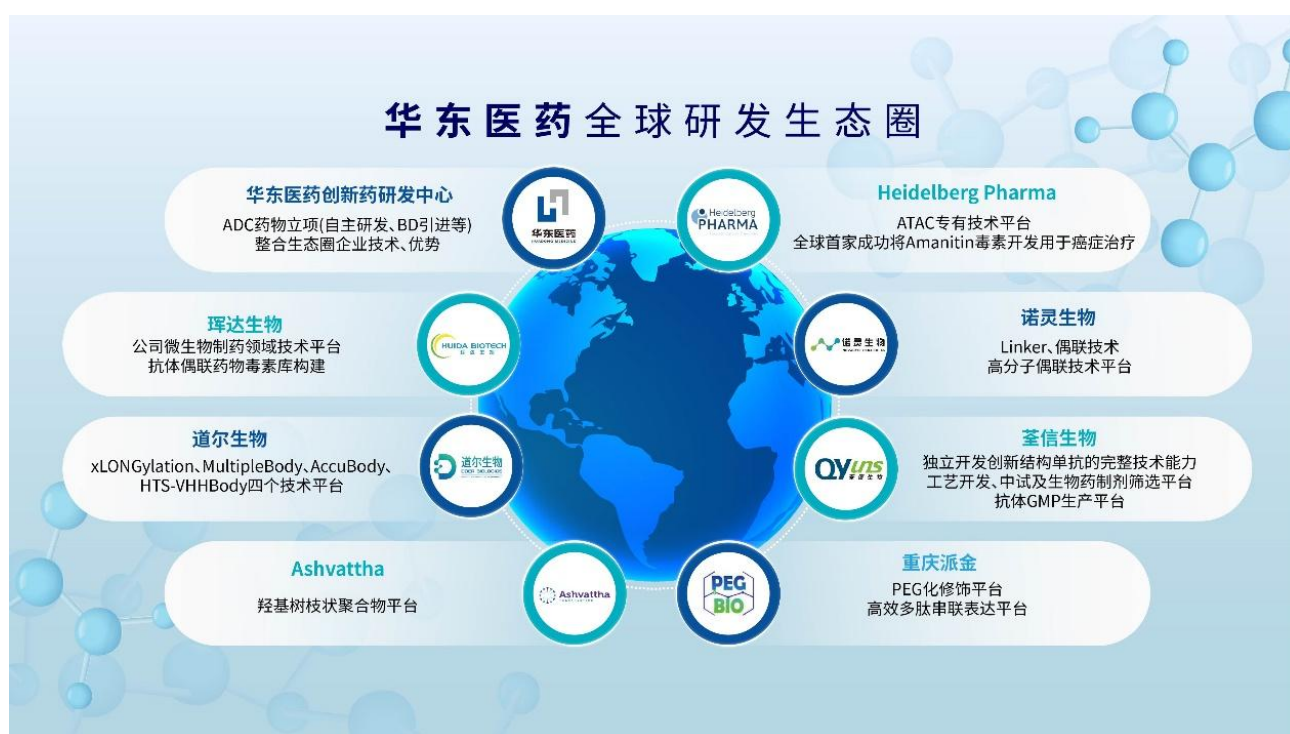 华东医药全球研发生态圈
华东医药创新药研发中心
ADC药物立项(自主研发、BD引进等)
整合生态圈企业技术、优势
华东医药
HUADONG MEDICINE
Heidelberg
PHARMA
Heidelberg Pharma
ATAC专有技术平台
全球首家成功将Amanitin毒素开发用于癌症治疗
珲达生物
公司微生物制药领域技术平台
抗体偶联药物毒素库构建
HUIDA BIOTECH
珲达生物
诺灵生物
诺灵生物
Linker、偶联技术
高分子偶联技术平台
道尔生物
xLONGylation、MultipleBody、AccuBody、
HTS-VHHBody四个技术平台
道尔生物
QYuns
荃信生物
荃信生物
独立开发创新结构单抗的完整技术能力
工艺开发、中试及生物药制剂筛选平台
抗体GMP生产平台
Ashvattha
羟基树枝状聚合物平台
Ashvattha
PEG
BIO
重庆派金
PEG化修饰平台
高效多肽串联表达平台